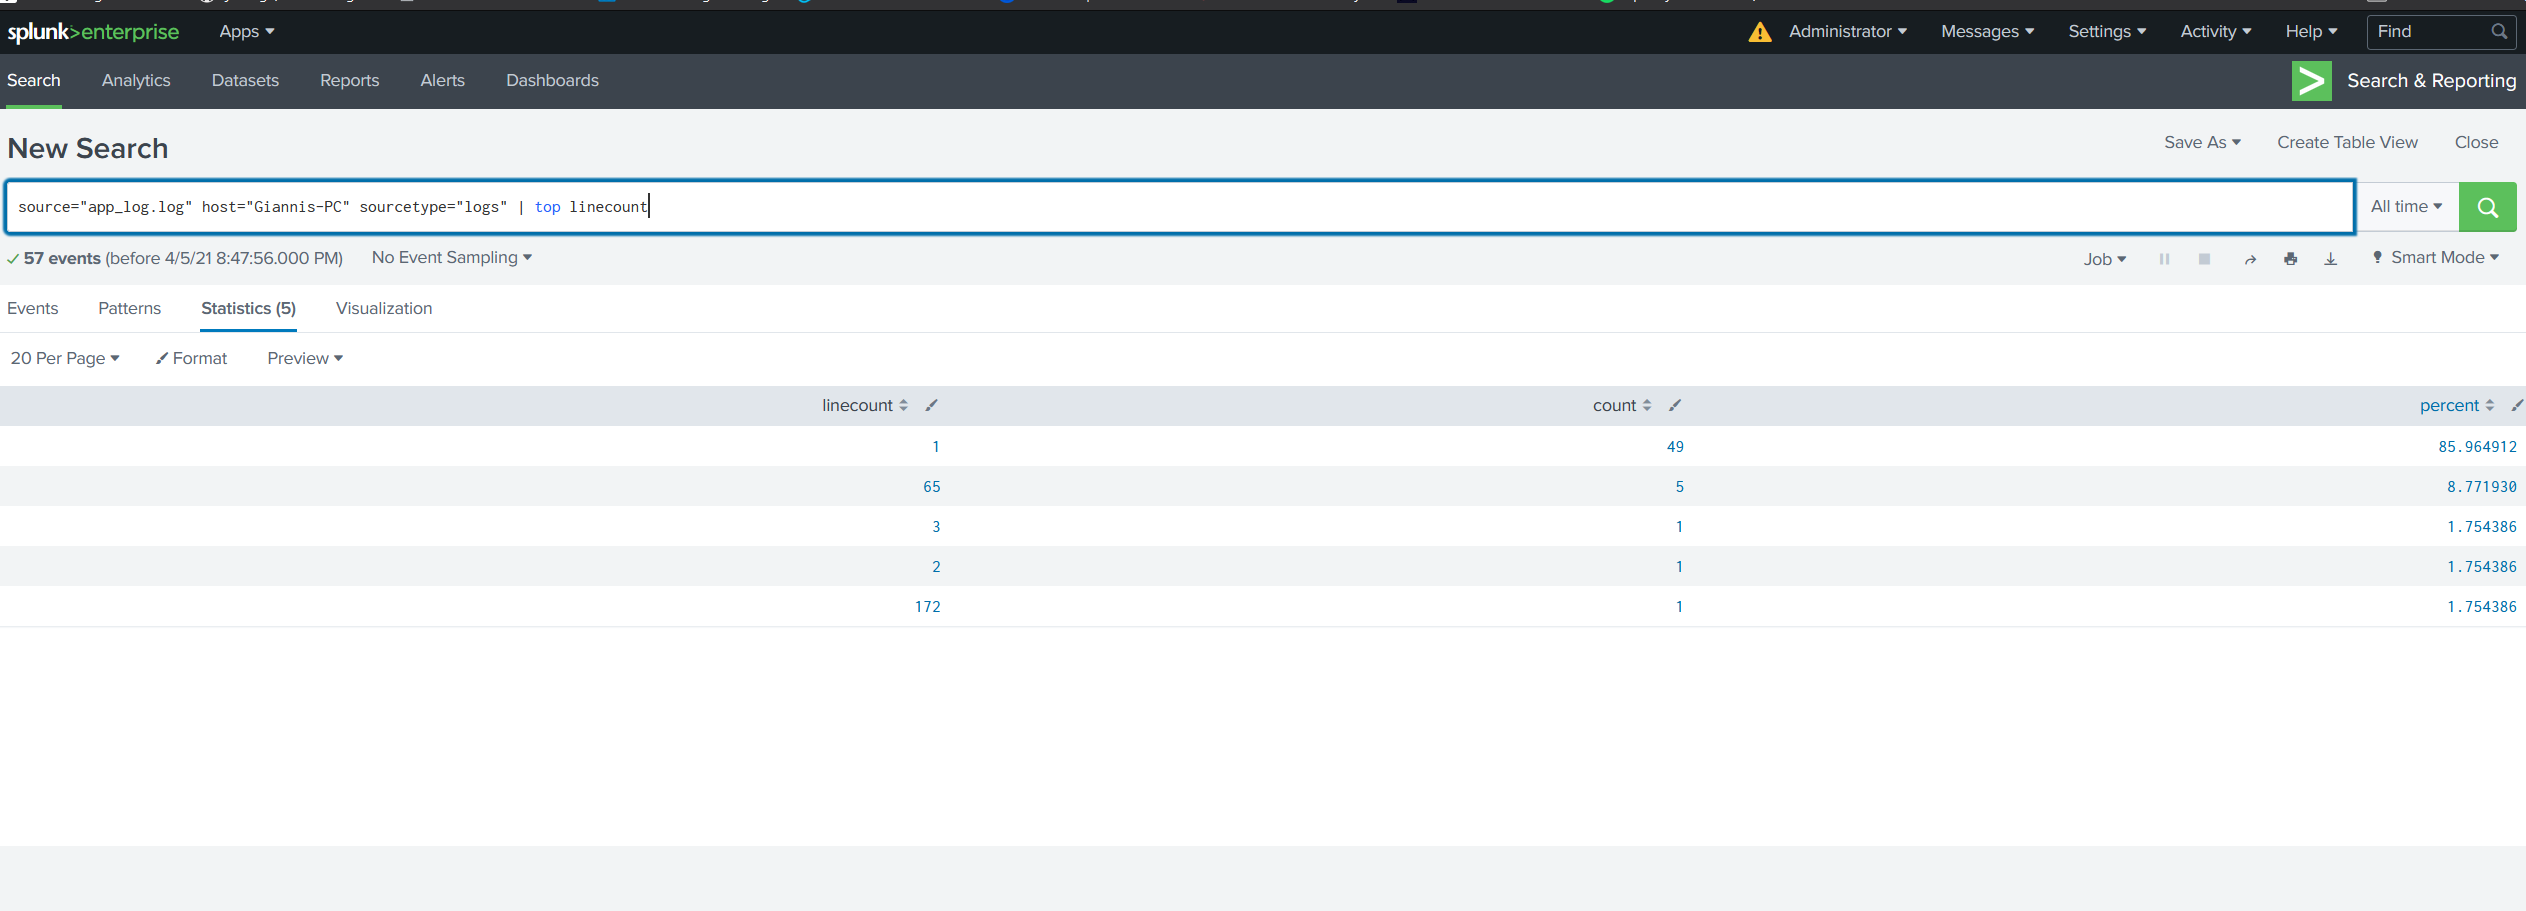 splunk>enterprise Apps Administrator Messages Settings Activity Help Find
Search Analytics Datasets Reports Alerts Dashboards Search & Reporting
New Search
Save As Create Table View Close
source="app_log.log" host="Giannis-PC" sourcetype="logs" | top linecount
All time
57 events (before 4/5/21 8:47:56.000 PM) No Event Sampling
Job Smart Mode
Events Patterns Statistics (5) Visualization
20 Per Page Format Preview
linecount count percent
1 49 85.964912
65 5 8.771930
3 1 1.754386
2 1 1.754386
172 1 1.754386